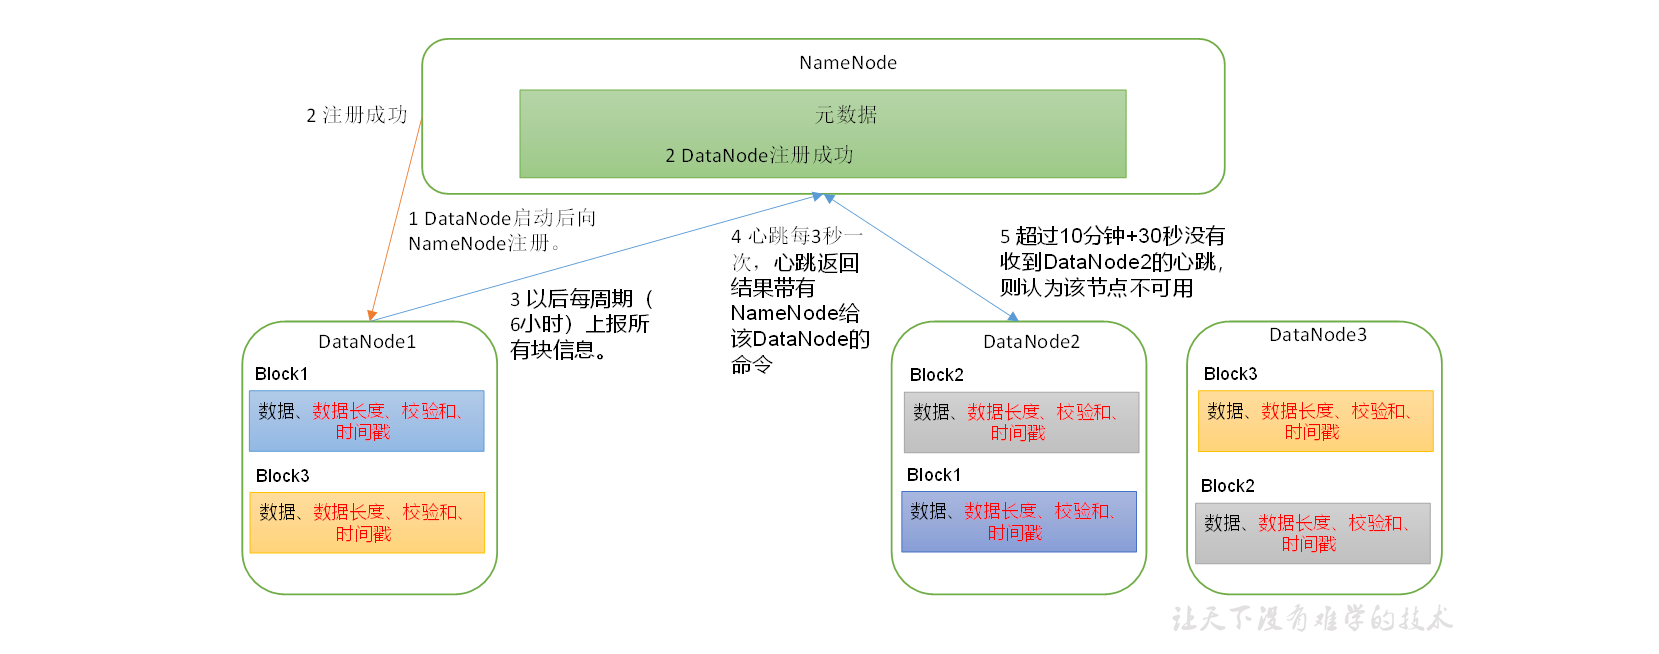 NameNode
元数据
2 DataNode注册成功
2 注册成功
1 DataNode启动后向
NameNode注册。
3 以后每周期（
6小时）上报所
有块信息。
4 心跳每3秒一
次，心跳返回
结果带有
NameNode给
该DataNode的
命令
5 超过10分钟+30秒没有
收到DataNode2的心跳，
则认为该节点不可用
DataNode1
Block1
数据、数据长度、校验和、
时间戳
Block3
数据、数据长度、校验和、
时间戳
DataNode2
Block2
数据、数据长度、校验和、
时间戳
Block1
数据、数据长度、校验和、
时间戳
DataNode3
Block3
数据、数据长度、校验和、
时间戳
Block2
数据、数据长度、校验和、
时间戳
让天下没有难学的技术